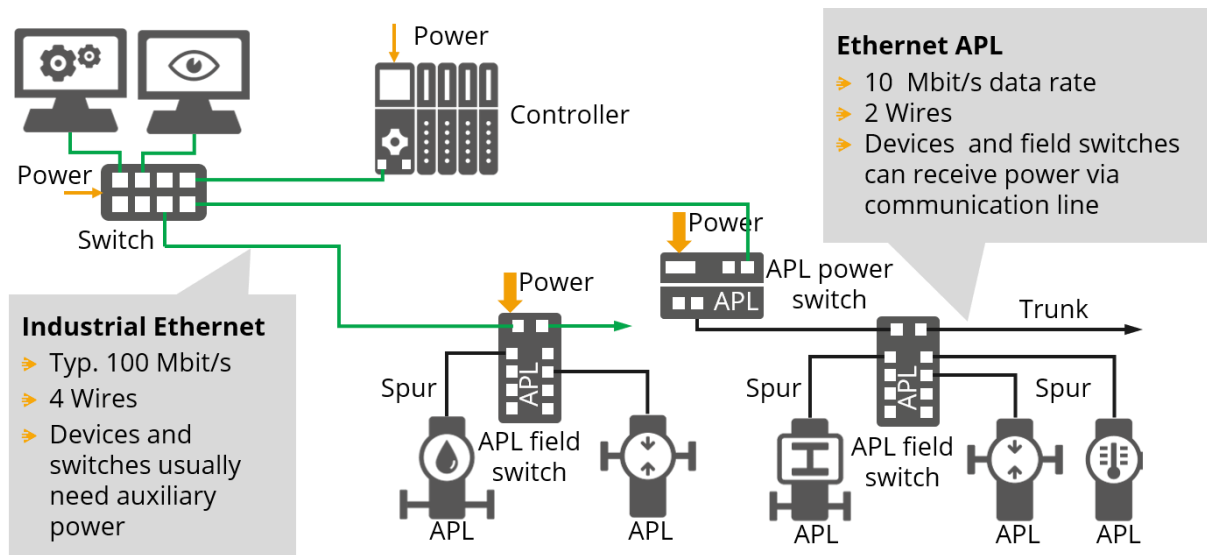 Power
Controller
Power
Switch
Ethernet APL
10 Mbit/s data rate
2 Wires
Devices and field switches
can receive power via
communication line
Power
APL power
switch
APL
Power
Trunk
Industrial Ethernet
Typ. 100 Mbit/s
4 Wires
Devices and
switches usually
need auxiliary
power
Spur
APL
APL field
switch
APL
APL
Spur
APL
Spur
APL field
switch
APL
APL
APL